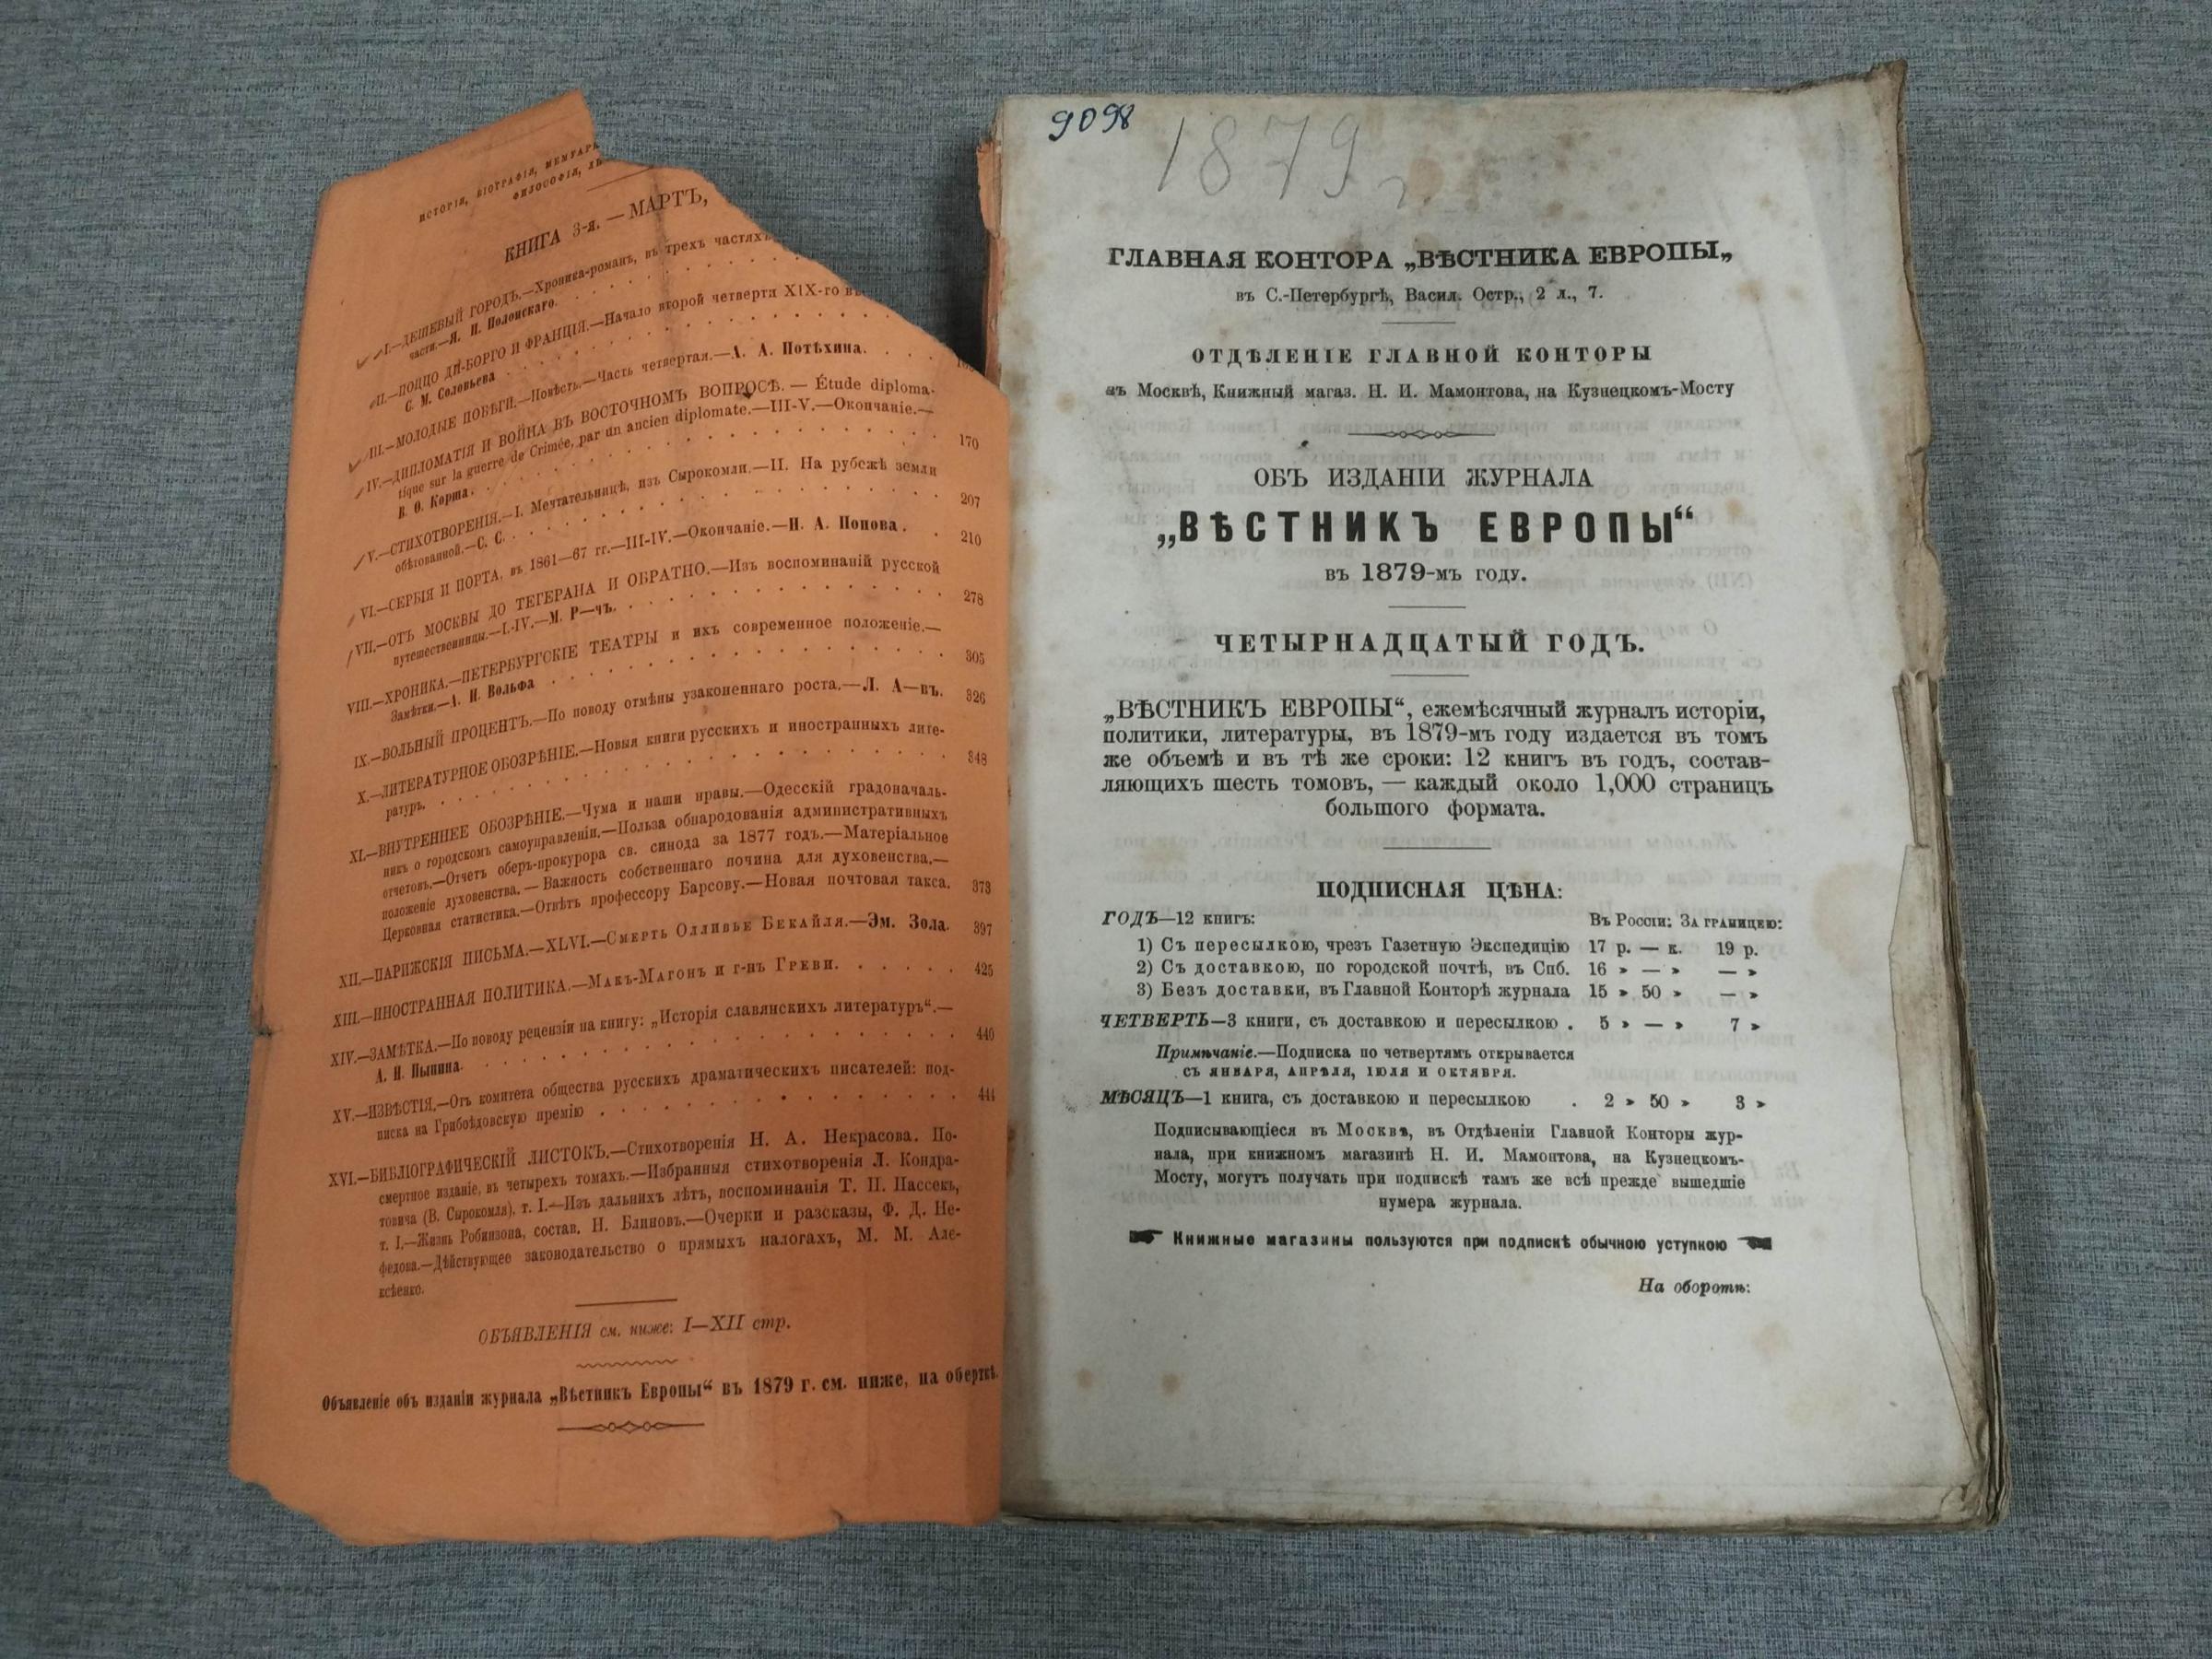 ИСТОРІЯ, БІОГРАФІЯ, МЕМУАР
ФИЛОСОФІЯ,
КНИГА 3-я. — МАРТЪ,
I.—ДЕШЕВЫЙ ГОРОДЪ.—Хроника-романъ, въ трехъ частяхъ.
части.—Я. П. Полонскаго.
II.—ПОЦЦО ДИ-БОРГО И ФРАНЦІЯ.—Начало второй четверти XIX-го
С. М. Соловьева
III.—МОЛОДЫЕ ПОБѢГИ.—Повѣсть.—Часть четвертая.—А. А. Потѣхина.
IV.—ДИПЛОМАТІЯ И ВОЙНА ВЪ ВОСТОЧНОМЪ ВОПРОСѢ. — Étude diploma-
tique sur la guerre de Crimée, par un ancien diplomate.—III-V.—Окончаніе.—
В. Ѳ. Корша. 170
V.—СТИХОТВОРЕНІЯ.—I. Мечтательницѣ, изъ Сырокомли.—II. На рубежѣ земли
обѣтованной.—С. С. 207
VI.—СЕРБІЯ И ПОРТА, въ 1861—67 гг.—III-IV.—Окончаніе.—Н. А. Попова. 210
VII.—ОТЪ МОСКВЫ ДО ТЕГЕРАНА И ОБРАТНО.—Изъ воспоминаній русской
путешественницы.—I.-IV.—М. Р—чъ. 278
VIII.—ХРОНИКА.—ПЕТЕРБУРГСКІЕ ТЕАТРЫ и ихъ современное положеніе.—
Замѣтки.—А. И. Вольфа 305
IX.—ВОЛЬНЫЙ ПРОЦЕНТЪ.—По поводу отмѣны узаконеннаго роста.—Л. А—въ. 326
X.—ЛИТЕРАТУРНОЕ ОБОЗРѢНІЕ.—Новыя книги русскихъ и иностранныхъ лите-
ратуръ. 348
XI.—ВНУТРЕННЕЕ ОБОЗРѢНІЕ.—Чума и наши нравы.—Одесскій градоначаль-
никъ о городскомъ самоуправленіи.—Польза обнародованія административныхъ
отчетовъ.—Отчетъ оберъ-прокурора св. синода за 1877 годъ.—Матеріальное
положеніе духовенства. — Важность собственнаго почина для духовенства.—
Церковная статистика.—Отвѣтъ профессору Барсову.—Новая почтовая такса. 373
XII.—ПАРИЖСКІЯ ПИСЬМА.—XLVI.—Смерть Олливье Бекайля.—Эм. Зола. 397
XIII.—ИНОСТРАННАЯ ПОЛИТИКА.—Макъ-Магонъ и г-нъ Греви. 425
XIV.—ЗАМѢТКА.—По поводу рецензіи на книгу: „Исторія славянскихъ литературъ“.—
А. Н. Пыпина. 440
XV.—ИЗВѢСТІЯ.—Отъ комитета общества русскихъ драматическихъ писателей: под-
писка на Грибоѣдовскую премію 444
XVI.—БИБЛІОГРАФИЧЕСКІЙ ЛИСТОКЪ.—Стихотворенія Н. А. Некрасова. По-
смертное изданіе, въ четырехъ томахъ.—Избранныя стихотворенія Л. Кондра-
товича (В. Сырокомля), т. I.—Изъ дальнихъ лѣтъ, воспоминанія Т. П. Пассекъ,
т. I.—Жизнь Робинзона, состав. Н. Блиновъ.—Очерки и разсказы, Ф. Д. Не-
федова.—Дѣйствующее законодательство о прямыхъ налогахъ, М. М. Але-
ксѣенко.
ОБЪЯВЛЕНІЯ см. ниже: I—XII стр.
Объявленіе объ изданіи журнала „Вѣстникъ Европы“ въ 1879 г. см. ниже, на оберткѣ.
9098
1879 г
ГЛАВНАЯ КОНТОРА „ВѢСТНИКА ЕВРОПЫ„
въ С.-Петербургѣ, Васил. Остр., 2 л., 7.
ОТДѢЛЕНІЕ ГЛАВНОЙ КОНТОРЫ
въ Москвѣ, Книжный магаз. Н. И. Мамонтова, на Кузнецкомъ-Мосту
ОБЪ ИЗДАНІИ ЖУРНАЛА
„ВѢСТНИКЪ ЕВРОПЫ“
въ 1879-мъ году.
ЧЕТЫРНАДЦАТЫЙ ГОДЪ.
„ВѢСТНИКЪ ЕВРОПЫ“, ежемѣсячный журналъ исторіи,
политики, литературы, въ 1879-мъ году издается въ томъ
же объемѣ и въ тѣ же сроки: 12 книгъ въ годъ, состав-
ляющихъ шесть томовъ, — каждый около 1,000 страницъ
большого формата.
ПОДПИСНАЯ ЦѢНА:
ГОДЪ—12 книгъ: Въ Россіи: За границею:
1) Съ пересылкою, чрезъ Газетную Экспедицію 17 р. — к. 19 р.
2) Съ доставкою, по городской почтѣ, въ Спб. 16 » — » — »
3) Безъ доставки, въ Главной Конторѣ журнала 15 » 50 » — »
ЧЕТВЕРТЬ—3 книги, съ доставкою и пересылкою . 5 » — » 7 »
Примѣчаніе.—Подписка по четвертямъ открывается
съ января, апрѣля, іюля и октября.
МѢСЯЦЪ—1 книга, съ доставкою и пересылкою . 2 » 50 » 3 »
Подписывающіеся въ Москвѣ, въ Отдѣленіи Главной Конторы жур-
нала, при книжномъ магазинѣ Н. И. Мамонтова, на Кузнецкомъ-
Мосту, могутъ получать при подпискѣ тамъ же всѣ прежде вышедшіе
нумера журнала.
Книжные магазины пользуются при подпискѣ обычною уступкою
На оборотѣ: